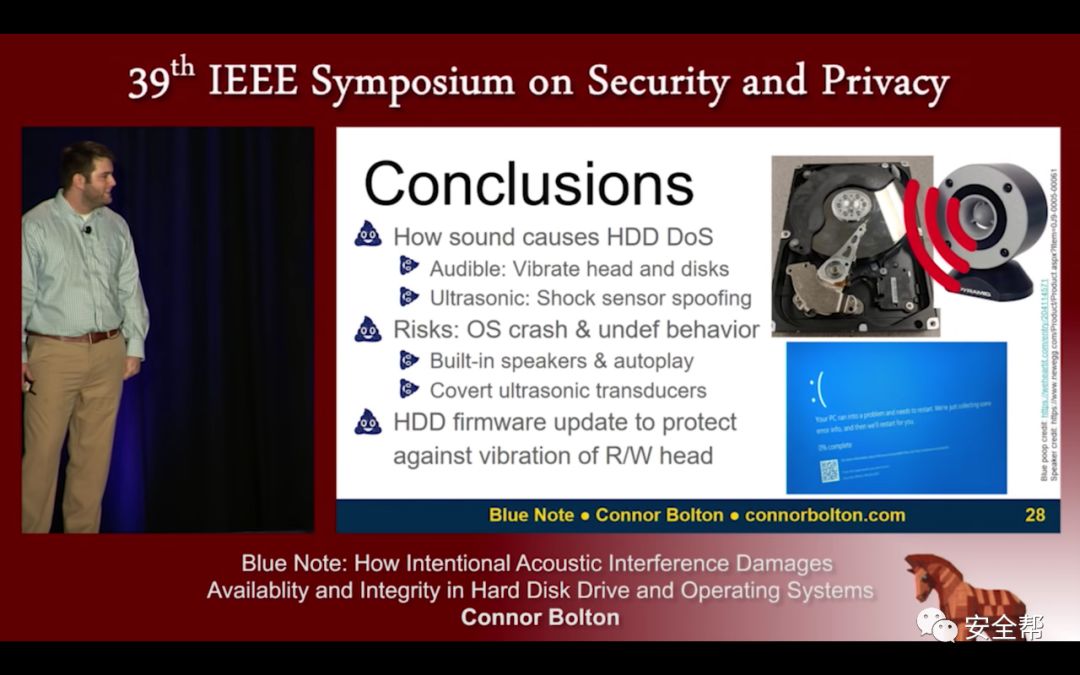 39th IEEE Symposium on Security and Privacy
Conclusions
How sound causes HDD DoS
Audible: Vibrate head and disks
Ultrasonic: Shock sensor spoofing
Risks: OS crash & undef behavior
Built-in speakers & autoplay
Covert ultrasonic transducers
HDD firmware update to protect
against vibration of R/W head
PYRAMID
:(
Your PC ran into a problem and needs to restart. We're just collecting some
error info, and then we'll restart for you.
0% complete
Blue poop credit: https://weheartit.com/entry/204114571
Speaker credit: https://www.newegg.com/Product/Product.aspx?Item=0J9-0005-00061
Blue Note ● Connor Bolton ● connorbolton.com
28
Blue Note: How Intentional Acoustic Interference Damages
Availablity and Integrity in Hard Disk Drive and Operating Systems
Connor Bolton
安全帮